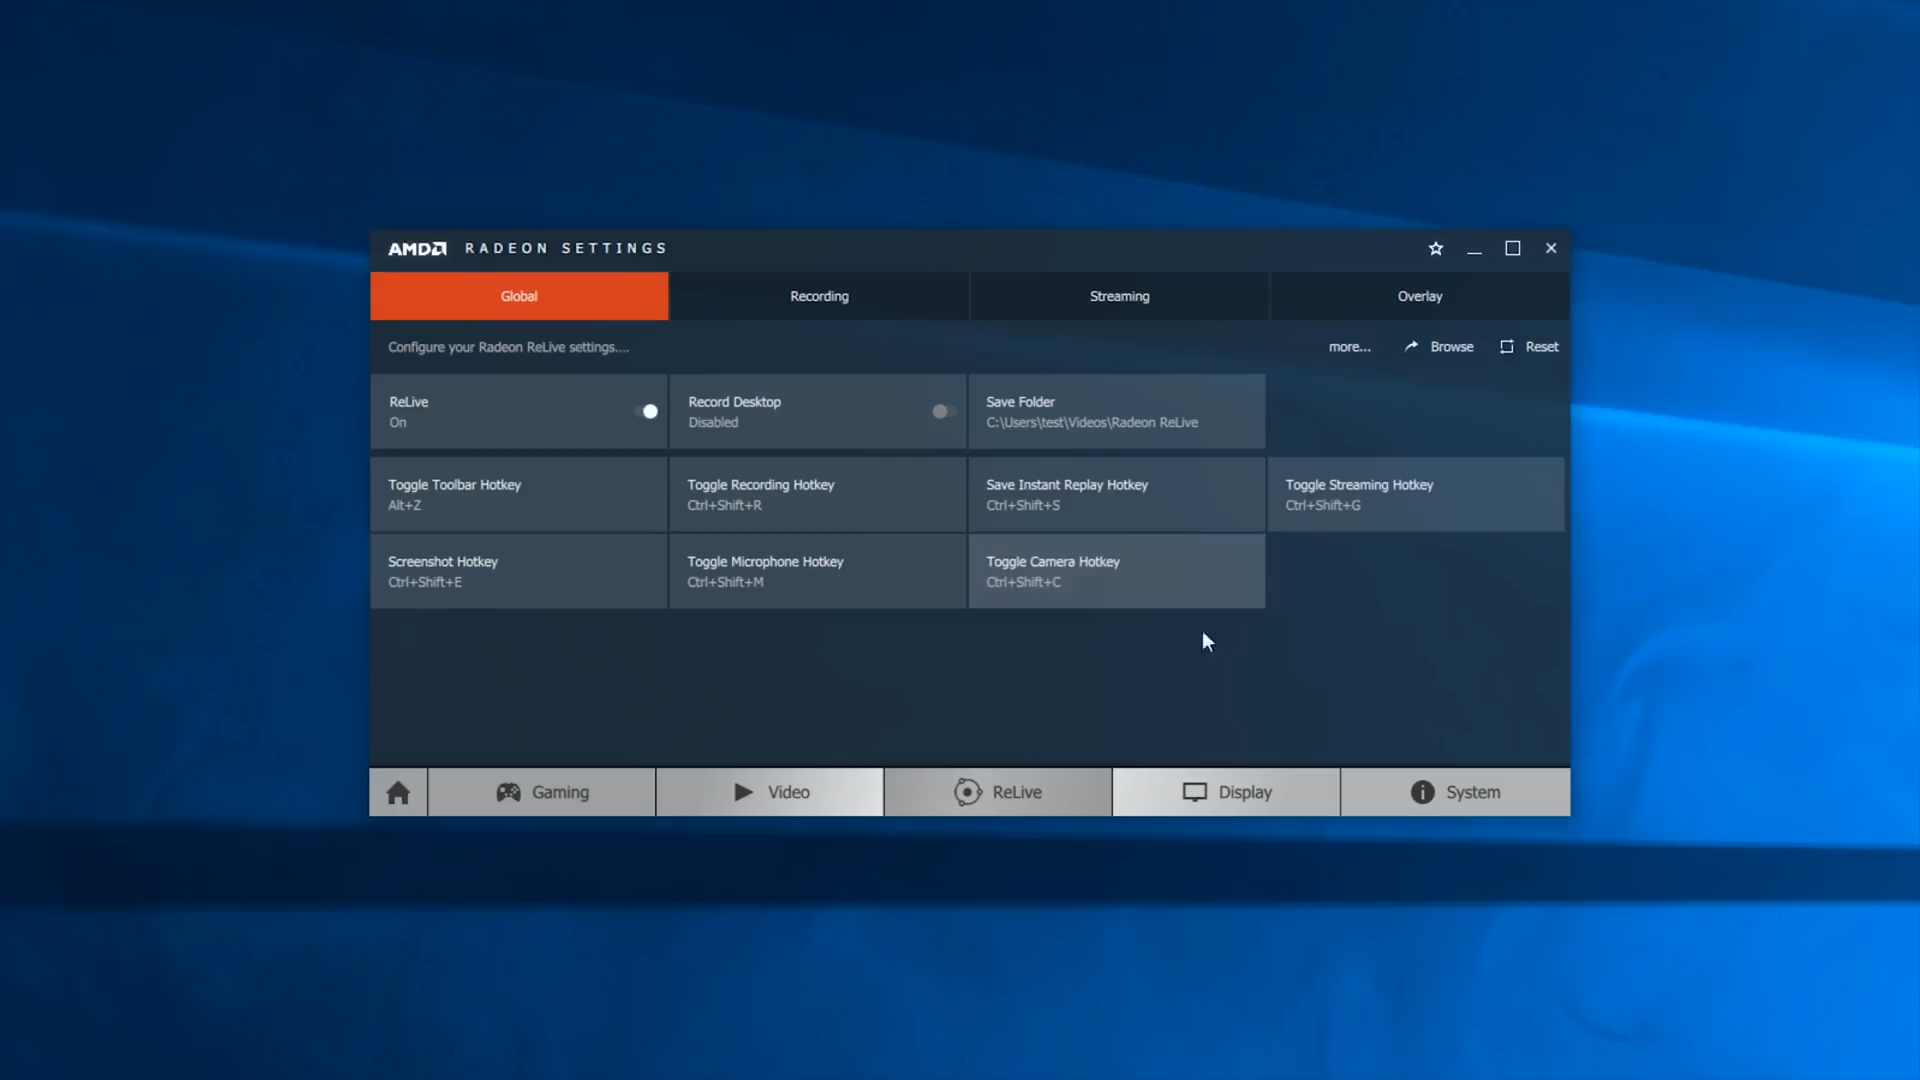 AMD RADEON SETTINGS
Global Recording Streaming Overlay
Configure your Radeon ReLive settings.... more... Browse Reset
ReLive
On
Record Desktop
Disabled
Save Folder
C:\Users\test\Videos\Radeon ReLive
Toggle Toolbar Hotkey
Alt+Z
Toggle Recording Hotkey
Ctrl+Shift+R
Save Instant Replay Hotkey
Ctrl+Shift+S
Toggle Streaming Hotkey
Ctrl+Shift+G
Screenshot Hotkey
Ctrl+Shift+E
Toggle Microphone Hotkey
Ctrl+Shift+M
Toggle Camera Hotkey
Ctrl+Shift+C
Gaming Video ReLive Display System